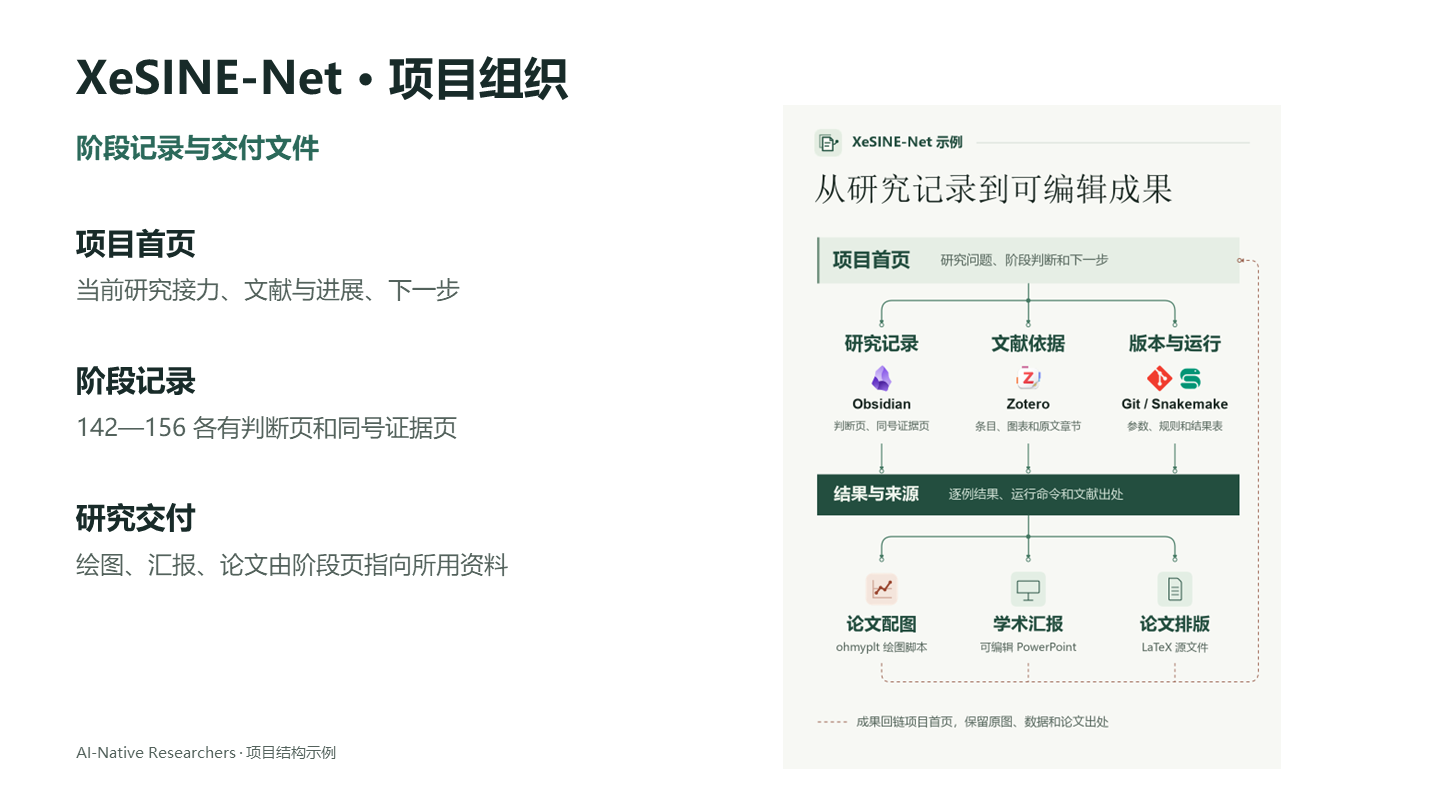 XeSINE-Net · 项目组织
阶段记录与交付文件
项目首页
当前研究接力、文献与进展、下一步
阶段记录
142—156 各有判断页和同号证据页
研究交付
绘图、汇报、论文由阶段页指向所用资料
AI-Native Researchers · 项目结构示例
XeSINE-Net 示例
从研究记录到可编辑成果
项目首页 研究问题、阶段判断和下一步
研究记录 文献依据 版本与运行
Obsidian Zotero Git / Snakemake
判断页、同号证据页 条目、图表和原文章节 参数、规则和结果表
结果与来源 逐例结果、运行命令和文献出处
论文配图 学术汇报 论文排版
ohmyplt 绘图脚本 可编辑 PowerPoint LaTeX 源文件
成果回链项目首页，保留原图、数据和论文出处